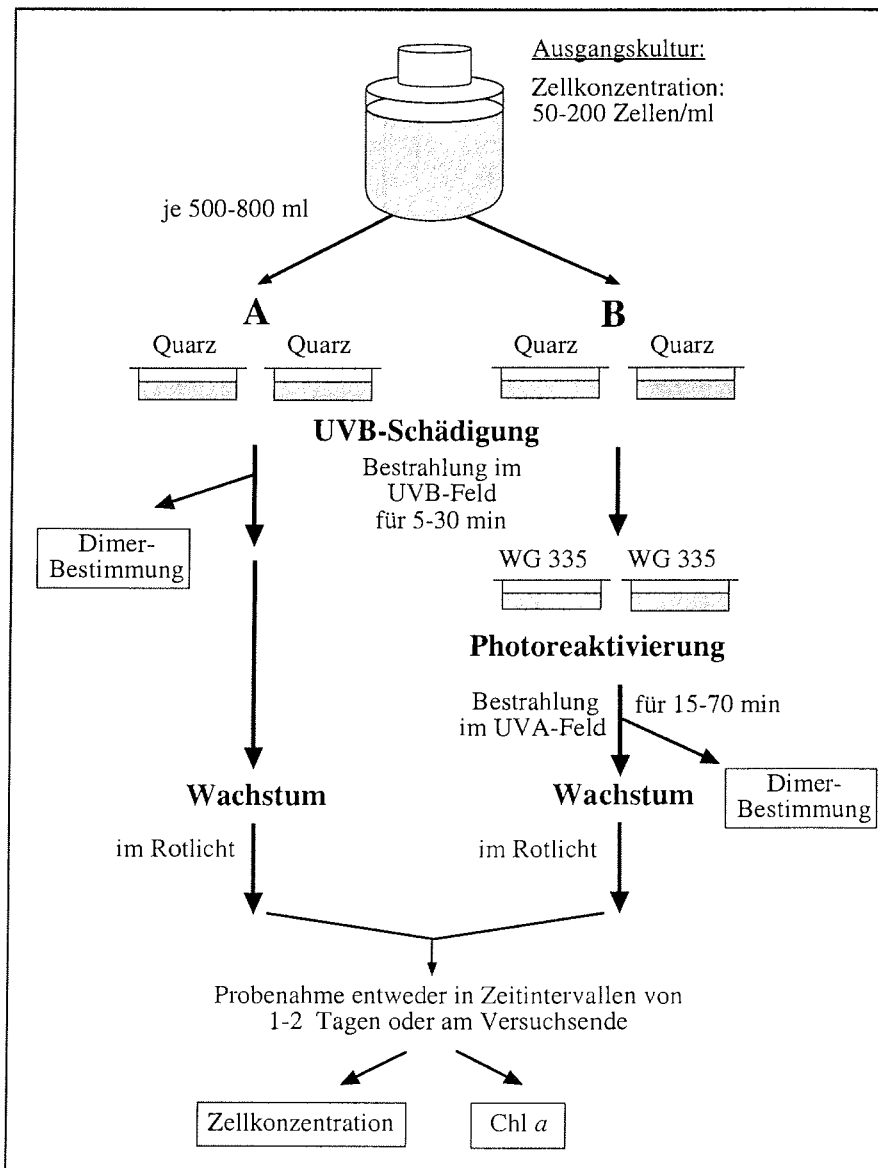 Ausgangskultur:
Zellkonzentration:
50-200 Zellen/ml
je 500-800 ml
A
B
Quarz
Quarz
Quarz
Quarz
UVB-Schädigung
Bestrahlung im
UVB-Feld
für 5-30 min
Dimer-
Bestimmung
WG 335
WG 335
Photoreaktivierung
Bestrahlung
im UVA-Feld
für 15-70 min
Dimer-
Bestimmung
Wachstum
Wachstum
im Rotlicht
im Rotlicht
Probenahme entweder in Zeitintervallen von
1-2 Tagen oder am Versuchsende
Zellkonzentration
Chl a